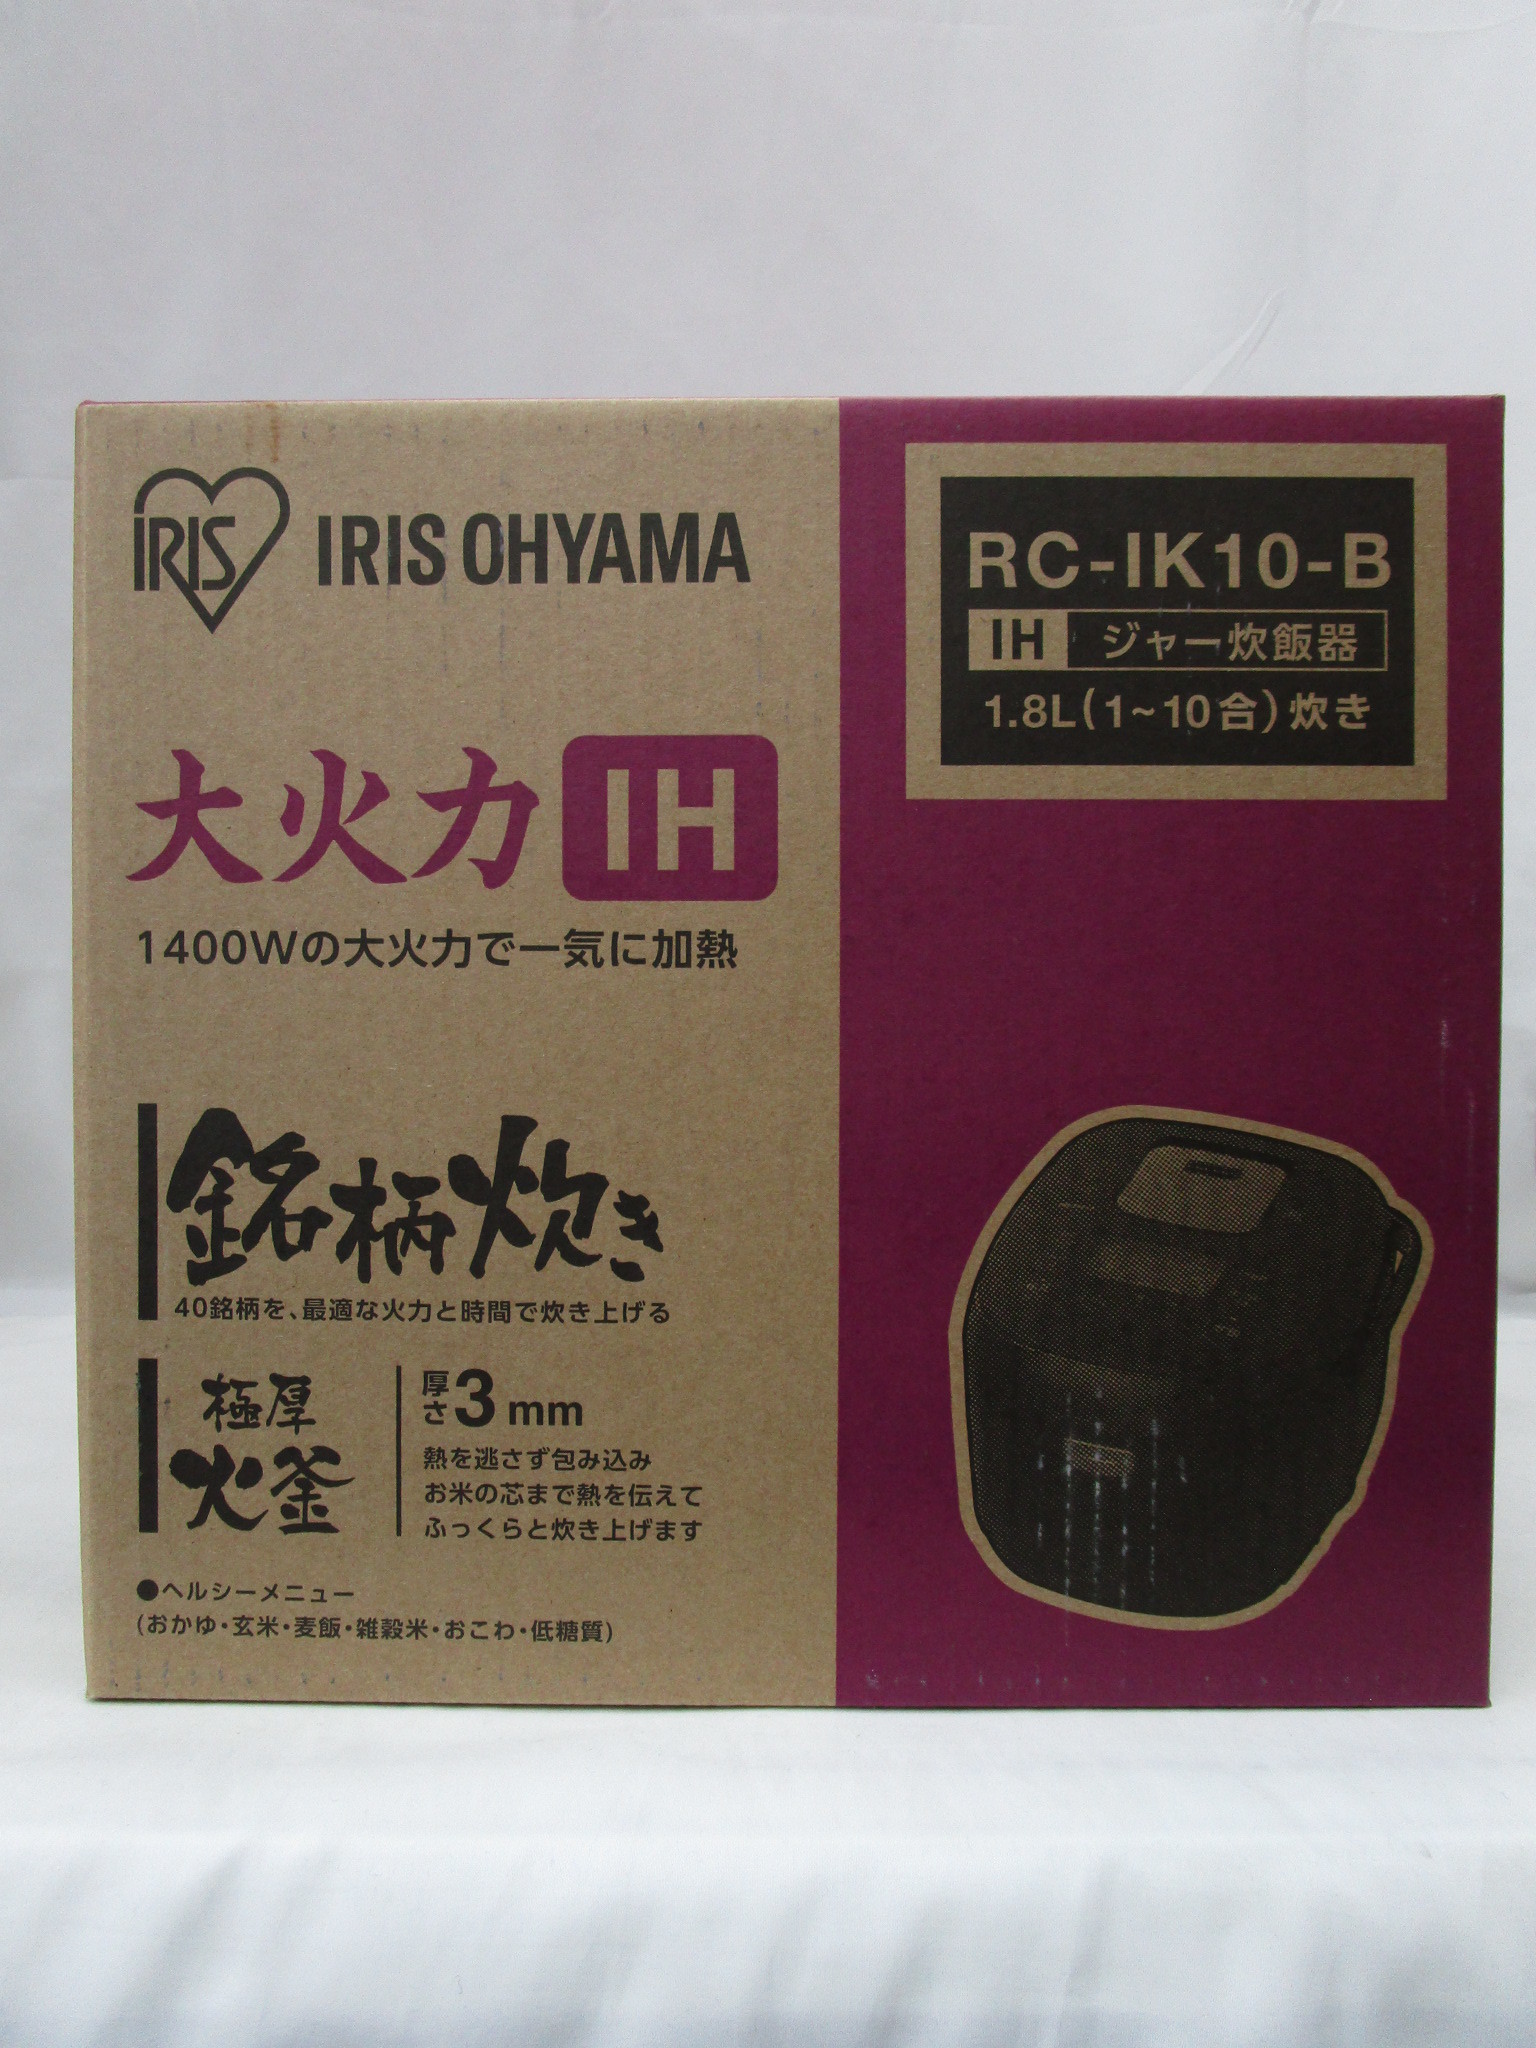 IRIS
IRIS OHYAMA
大火力 IH
1400Wの大火力で一気に加熱
銘柄炊き
40銘柄を、最適な火力と時間で炊き上げる
極厚
火釜
厚さ3mm
熱を逃さず包み込み
お米の芯まで熱を伝えて
ふっくらと炊き上げます
●ヘルシーメニュー
(おかゆ・玄米・麦飯・雑穀米・おこわ・低糖質)
RC-IK10-B
IH ジャー炊飯器
1.8L(1~10合)炊き